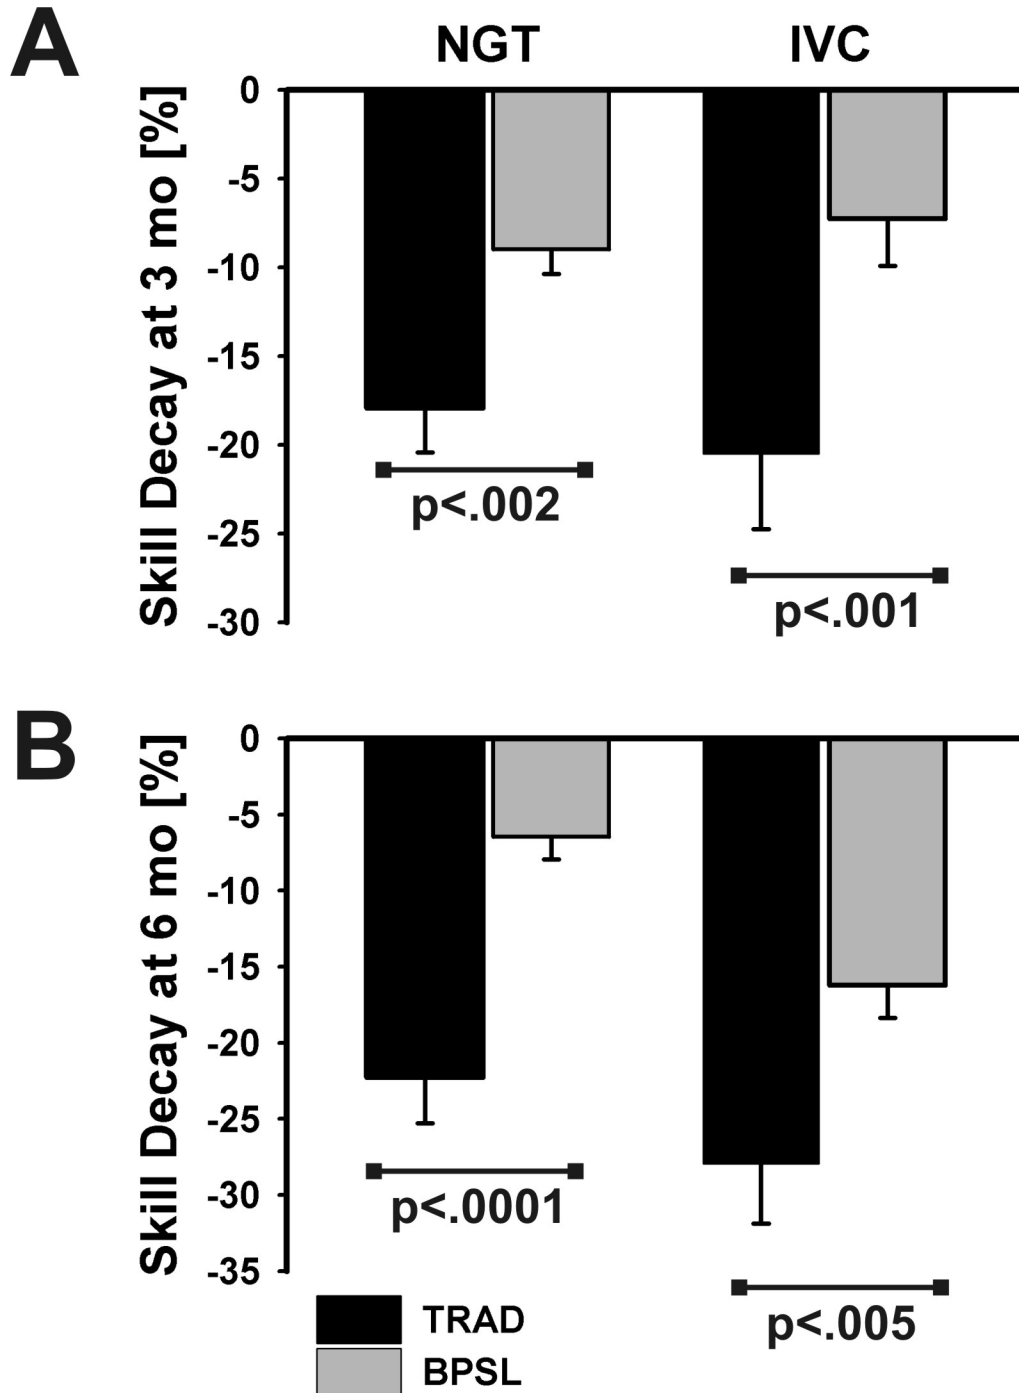 A
NGT IVC
Skill Decay at 3 mo [%]
0
-5
-10
-15
-20
-25
-30
p<.002
p<.001
B
Skill Decay at 6 mo [%]
0
-5
-10
-15
-20
-25
-30
-35
p<.0001
p<.005
TRAD
BPSL